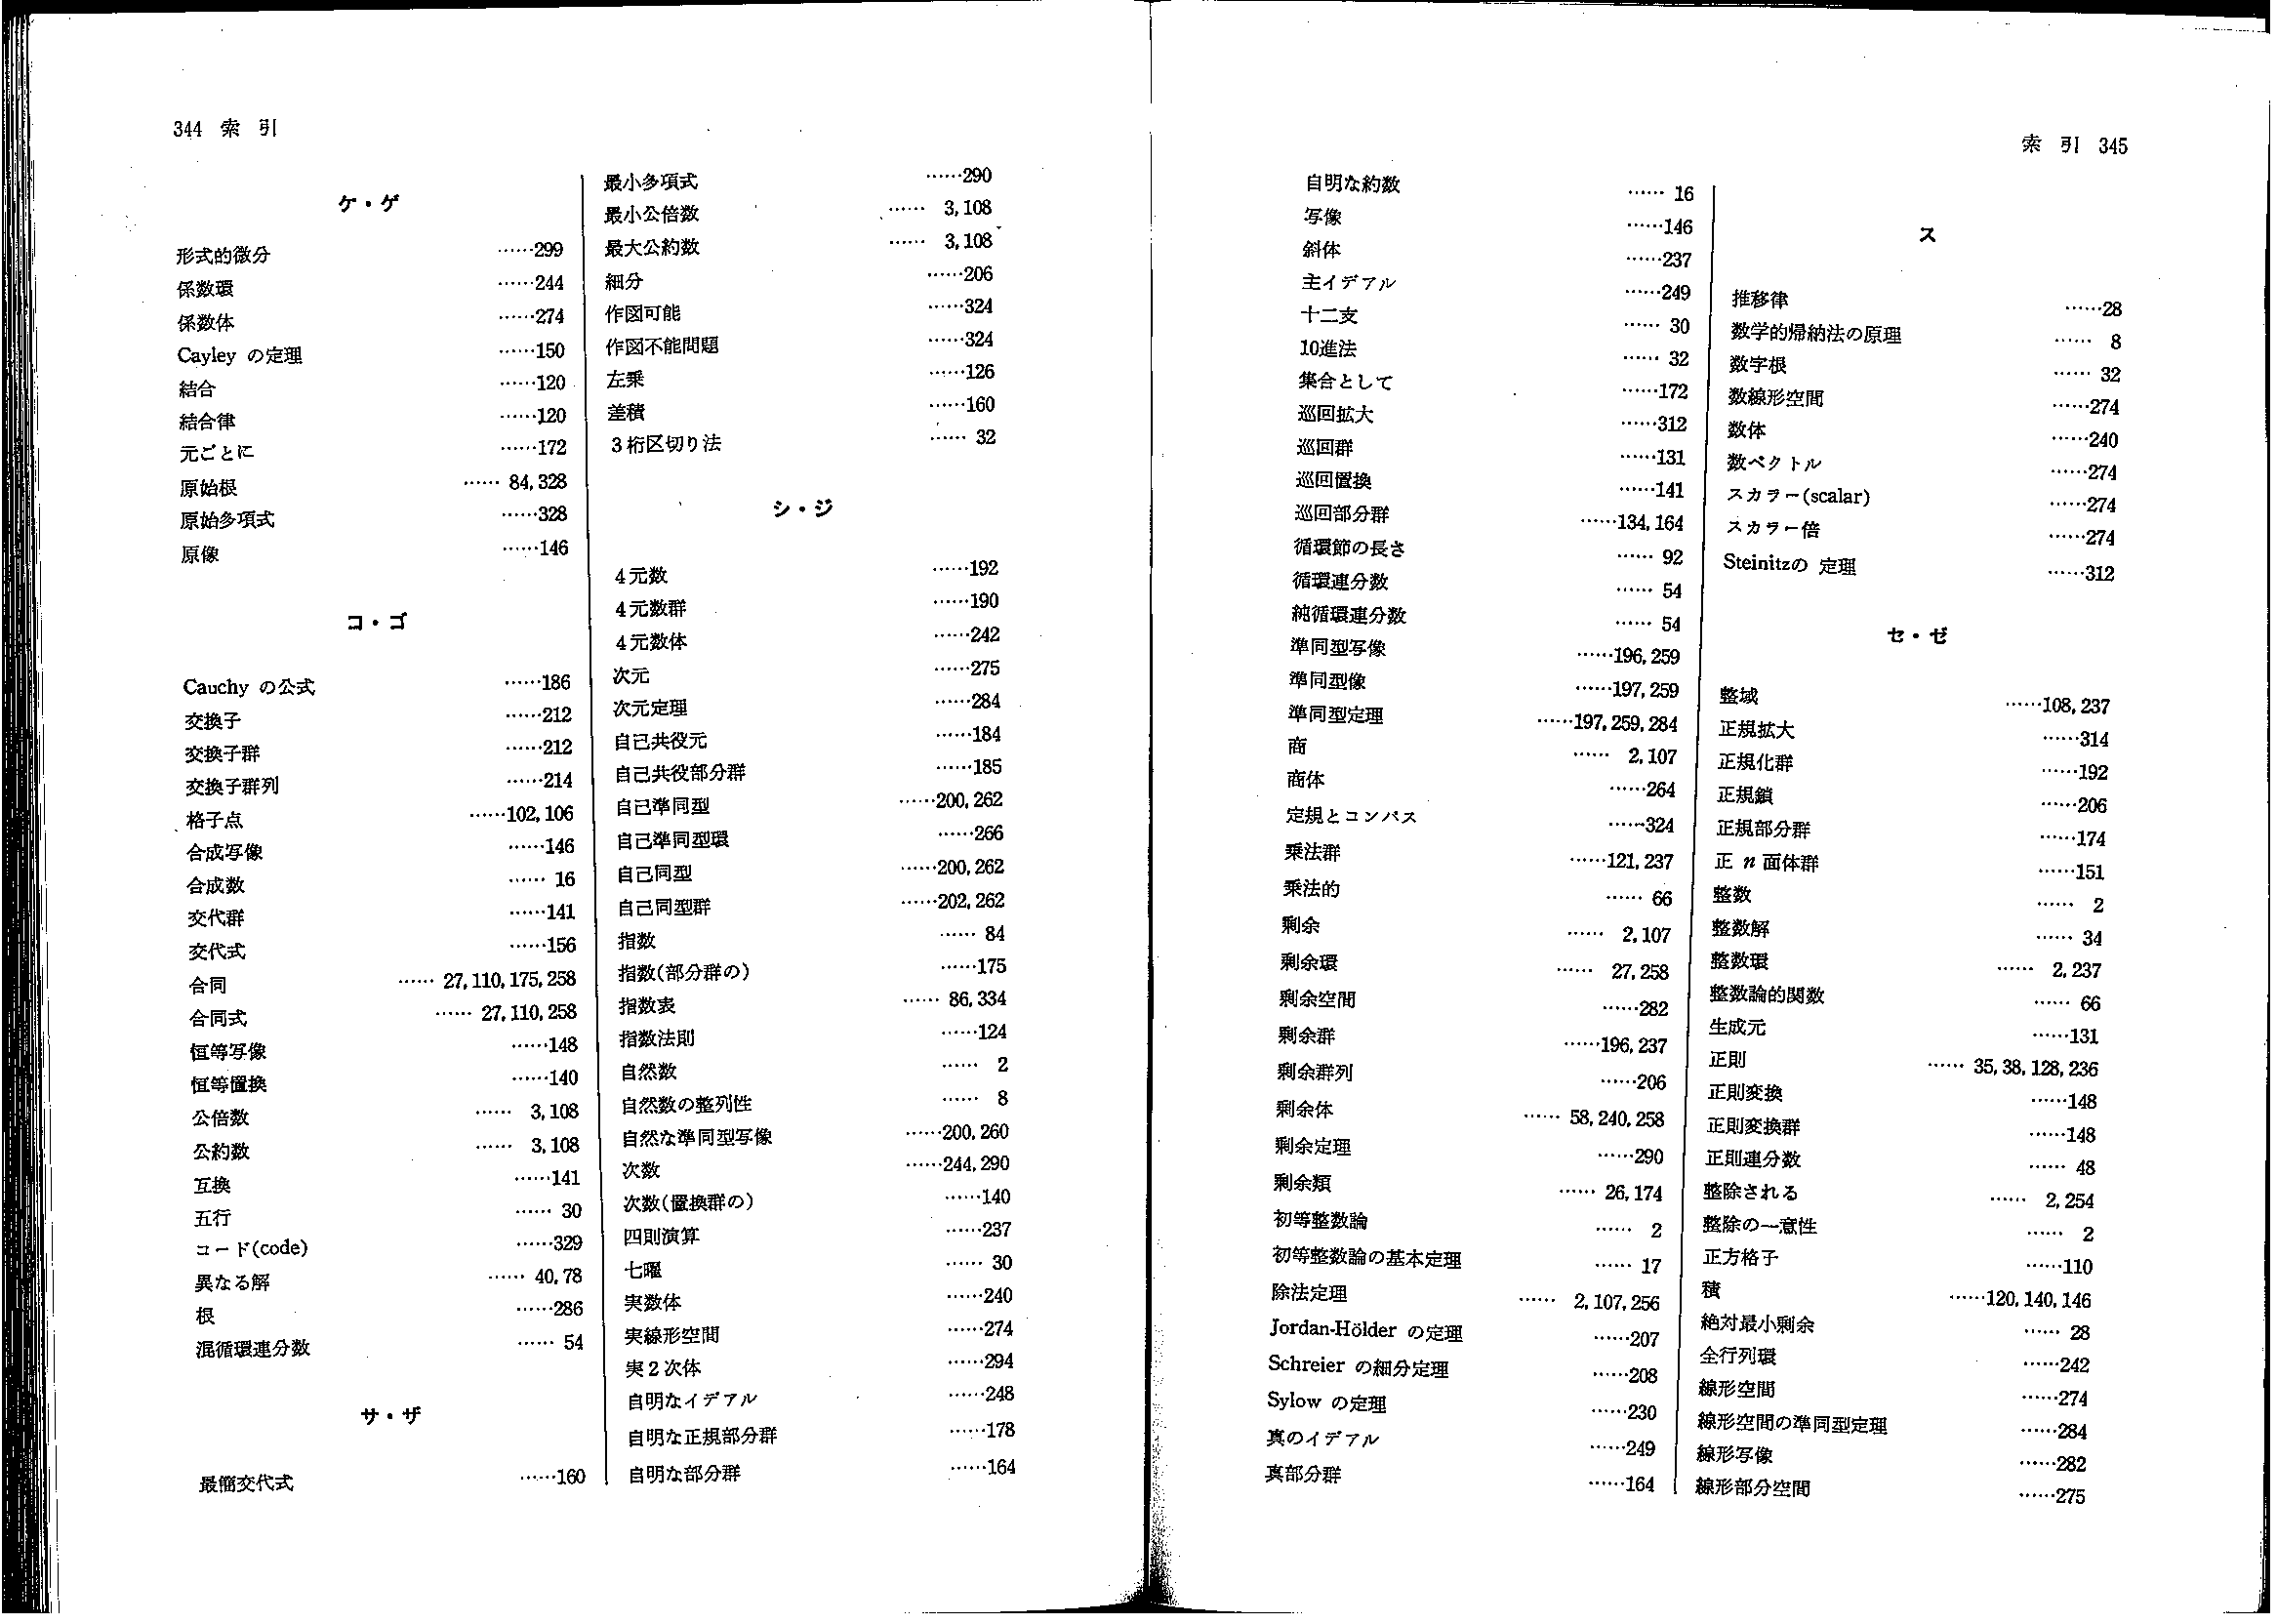 344 索 引
ケ・ゲ
形式的微分 ……299
係数環 ……244
係数体 ……274
Cayley の定理 ……150
結合 ……120
結合律 ……120
元ごとに ……172
原始根 …… 84, 328
原始多項式 ……328
原像 ……146
コ・ゴ
Cauchy の公式 ……186
交換子 ……212
交換子群 ……212
交換子群列 ……214
格子点 ……102, 106
合成写像 ……146
合成数 …… 16
交代群 ……141
交代式 ……156
合同 …… 27, 110, 175, 258
合同式 …… 27, 110, 258
恒等写像 ……148
恒等置換 ……140
公倍数 …… 3, 108
公約数 …… 3, 108
互換 ……141
五行 …… 30
コード(code) ……329
異なる解 …… 40, 78
根 ……286
混循環連分数 …… 54
サ・ザ
最簡交代式 ……160
最小多項式 ……290
最小公倍数 …… 3, 108
最大公約数 …… 3, 108
細分 ……206
作図可能 ……324
作図不能問題 ……324
左乗 ……126
差積 ……160
3桁区切り法 …… 32
シ・ジ
4元数 ……192
4元数群 ……190
4元数体 ……242
次元 ……275
次元定理 ……284
自己共役元 ……184
自己共役部分群 ……185
自己準同型 ……200, 262
自己準同型環 ……266
自己同型 ……200, 262
自己同型群 ……202, 262
指数 …… 84
指数(部分群の) ……175
指数表 …… 86, 334
指数法則 ……124
自然数 …… 2
自然数の整列性 …… 8
自然な準同型写像 ……200, 260
次数 ……244, 290
次数(置換群の) ……140
四則演算 ……237
七曜 …… 30
実数体 ……240
実線形空間 ……274
実2次体 ……294
自明なイデアル ……248
自明な正規部分群 ……178
自明な部分群 ……164
索 引 345
自明な約数 …… 16
写像 ……146
斜体 ……237
主イデアル ……249
十二支 …… 30
10進法 …… 32
集合として ……172
巡回拡大 ……312
巡回群 ……131
巡回置換 ……141
巡回部分群 ……134, 164
循環節の長さ …… 92
循環連分数 …… 54
純循環連分数 …… 54
準同型写像 ……196, 259
準同型像 ……197, 259
準同型定理 ……197, 259, 284
商 …… 2, 107
商体 ……264
定規とコンパス ……324
乗法群 ……121, 237
乗法的 …… 66
剰余 …… 2, 107
剰余環 …… 27, 258
剰余空間 ……282
剰余群 ……196, 237
剰余群列 ……206
剰余体 …… 58, 240, 258
剰余定理 ……290
剰余類 …… 26, 174
初等整数論 …… 2
初等整数論の基本定理 …… 17
除法定理 …… 2, 107, 256
Jordan-Hölder の定理 ……207
Schreier の細分定理 ……208
Sylow の定理 ……230
真のイデアル ……249
真部分群 ……164
ス
推移律 ……28
数学的帰納法の原理 …… 8
数字根 …… 32
数線形空間 ……274
数体 ……240
数ベクトル ……274
スカラー(scalar) ……274
スカラー倍 ……274
Steinitzの 定理 ……312
セ・ゼ
整域 ……108, 237
正規拡大 ……314
正規化群 ……192
正規鎖 ……206
正規部分群 ……174
正 n 面体群 ……151
整数 …… 2
整数解 …… 34
整数環 …… 2, 237
整数論的関数 …… 66
生成元 ……131
正則 …… 35, 38, 128, 236
正則変換 ……148
正則変換群 ……148
正則連分数 …… 48
整除される …… 2, 254
整除の一意性 …… 2
正方格子 ……110
積 ……120, 140, 146
絶対最小剰余 …… 28
全行列環 ……242
線形空間 ……274
線形空間の準同型定理 ……284
線形写像 ……282
線形部分空間 ……275